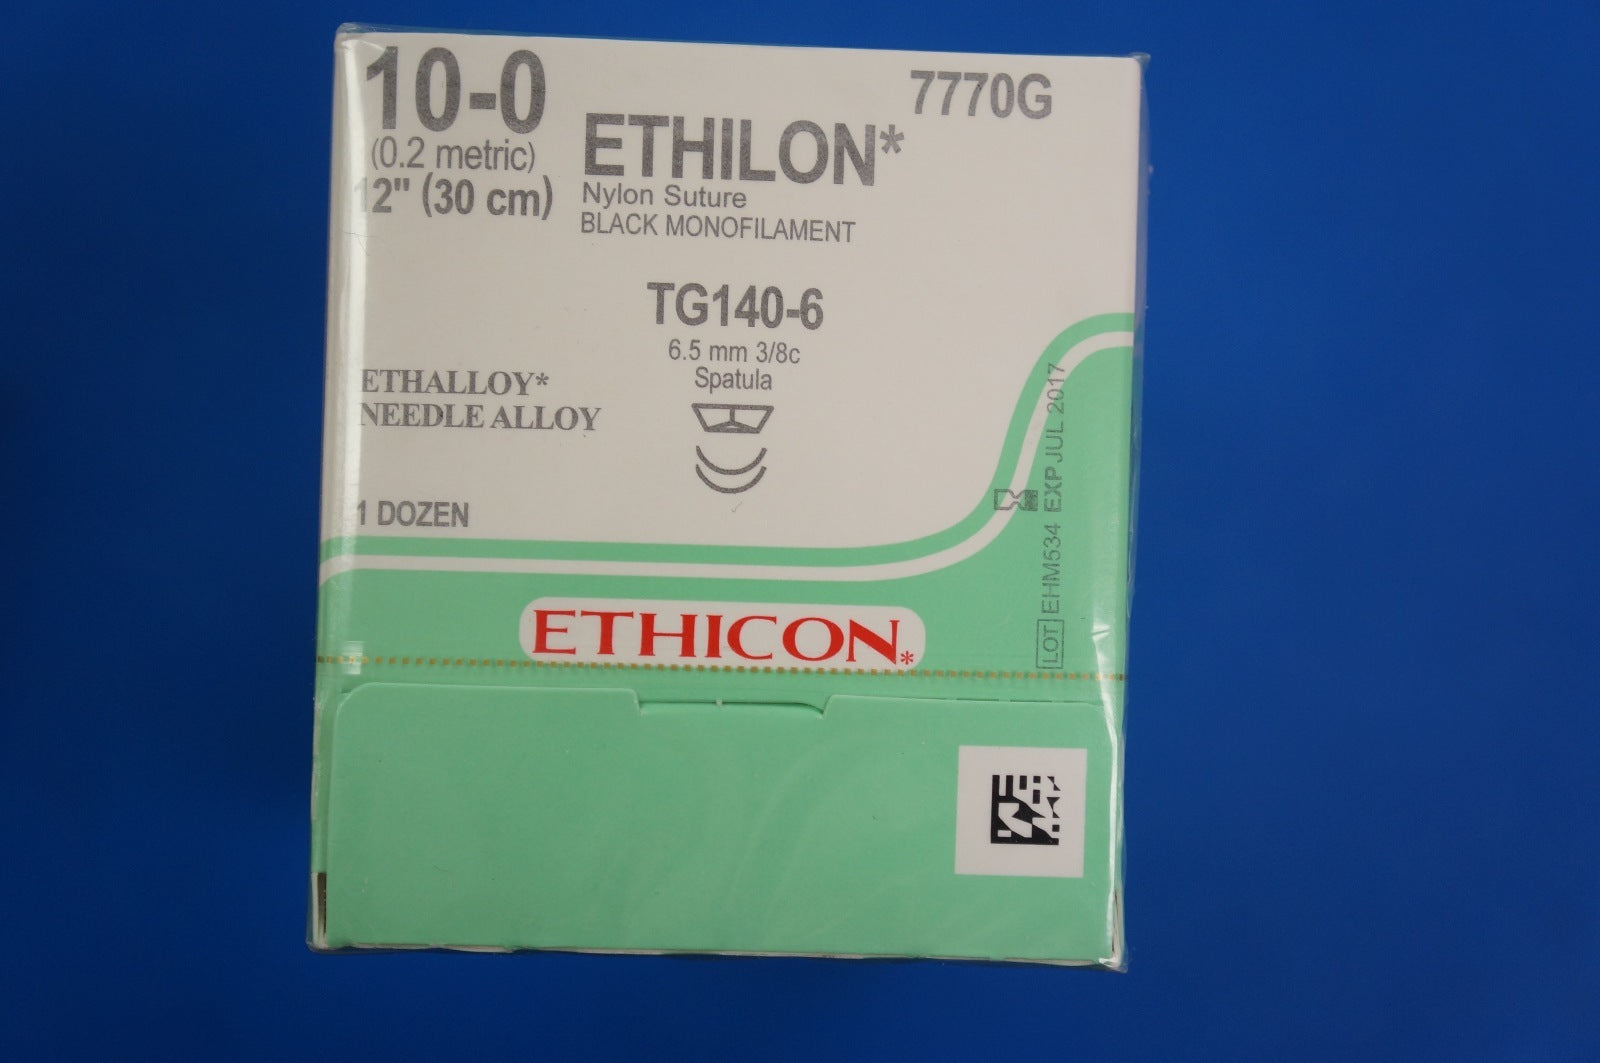 10-0
(0.2 metric)
12" (30 cm)
7770G
ETHILON*
Nylon Suture
BLACK MONOFILAMENT
TG140-6
6.5 mm 3/8c
Spatula
ETHALLOY*
NEEDLE ALLOY
1 DOZEN
LOT EHM534 EXP JUL 2017
ETHICON*